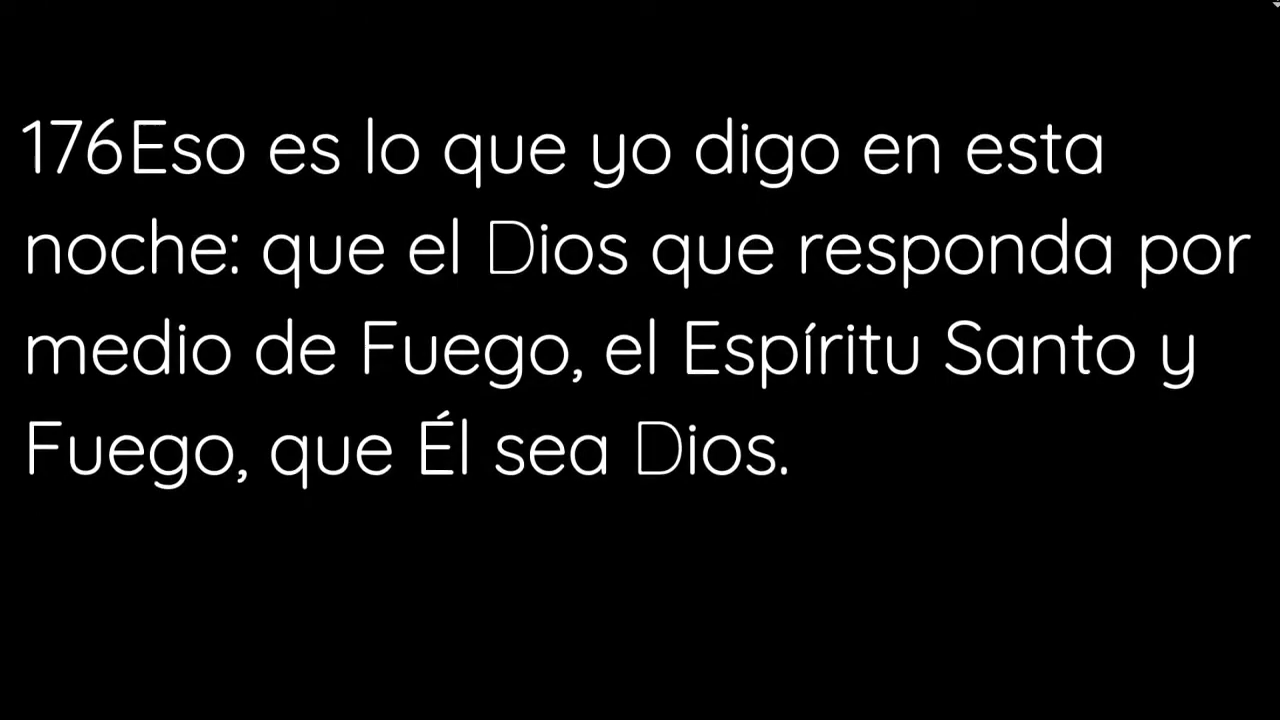 176Eso es lo que yo digo en esta
noche: que el Dios que responda por
medio de Fuego, el Espíritu Santo y
Fuego, que Él sea Dios.